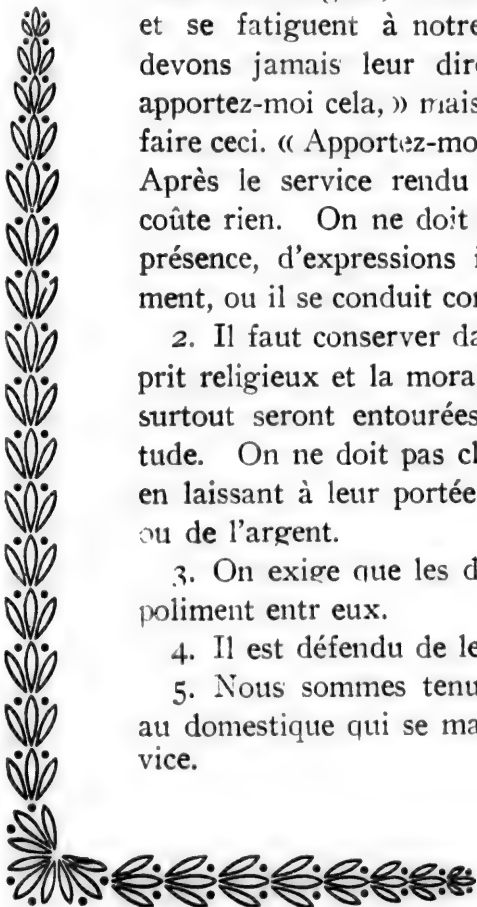 et se fatiguent à notre
devons jamais leur dir
apportez-moi cela, » mais
faire ceci. « Apportez-mo
Après le service rendu
coûte rien. On ne doit
présence, d'expressions i
ment, ou il se conduit con
2. Il faut conserver da
prit religieux et la mora
surtout seront entourées
tude. On ne doit pas cl
en laissant à leur portée
ou de l'argent.
3. On exige que les d
poliment entr eux.
4. Il est défendu de le
5. Nous sommes tenu
au domestique qui se ma
vice.